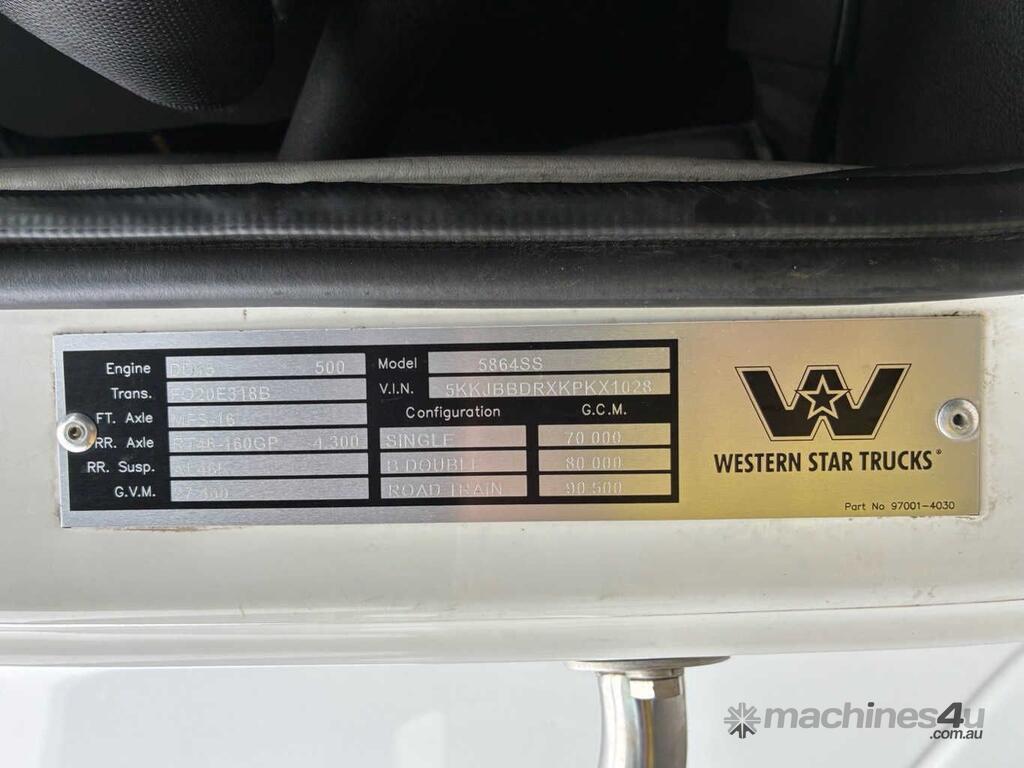 Engine DD15 500 Model 5864SS
Trans. EO20E318B V.I.N. 5KKJBBDRXKPKX1028
FT. Axle MFS-16 Configuration G.C.M.
RR. Axle RT46-160GP 4,300 SINGLE 70 000
RR. Susp. B DOUBLE 80 000
G.V.M. ROAD TRAIN 90 500
WESTERN STAR TRUCKS®
Part No 97001-4030
machines4u
.com.au